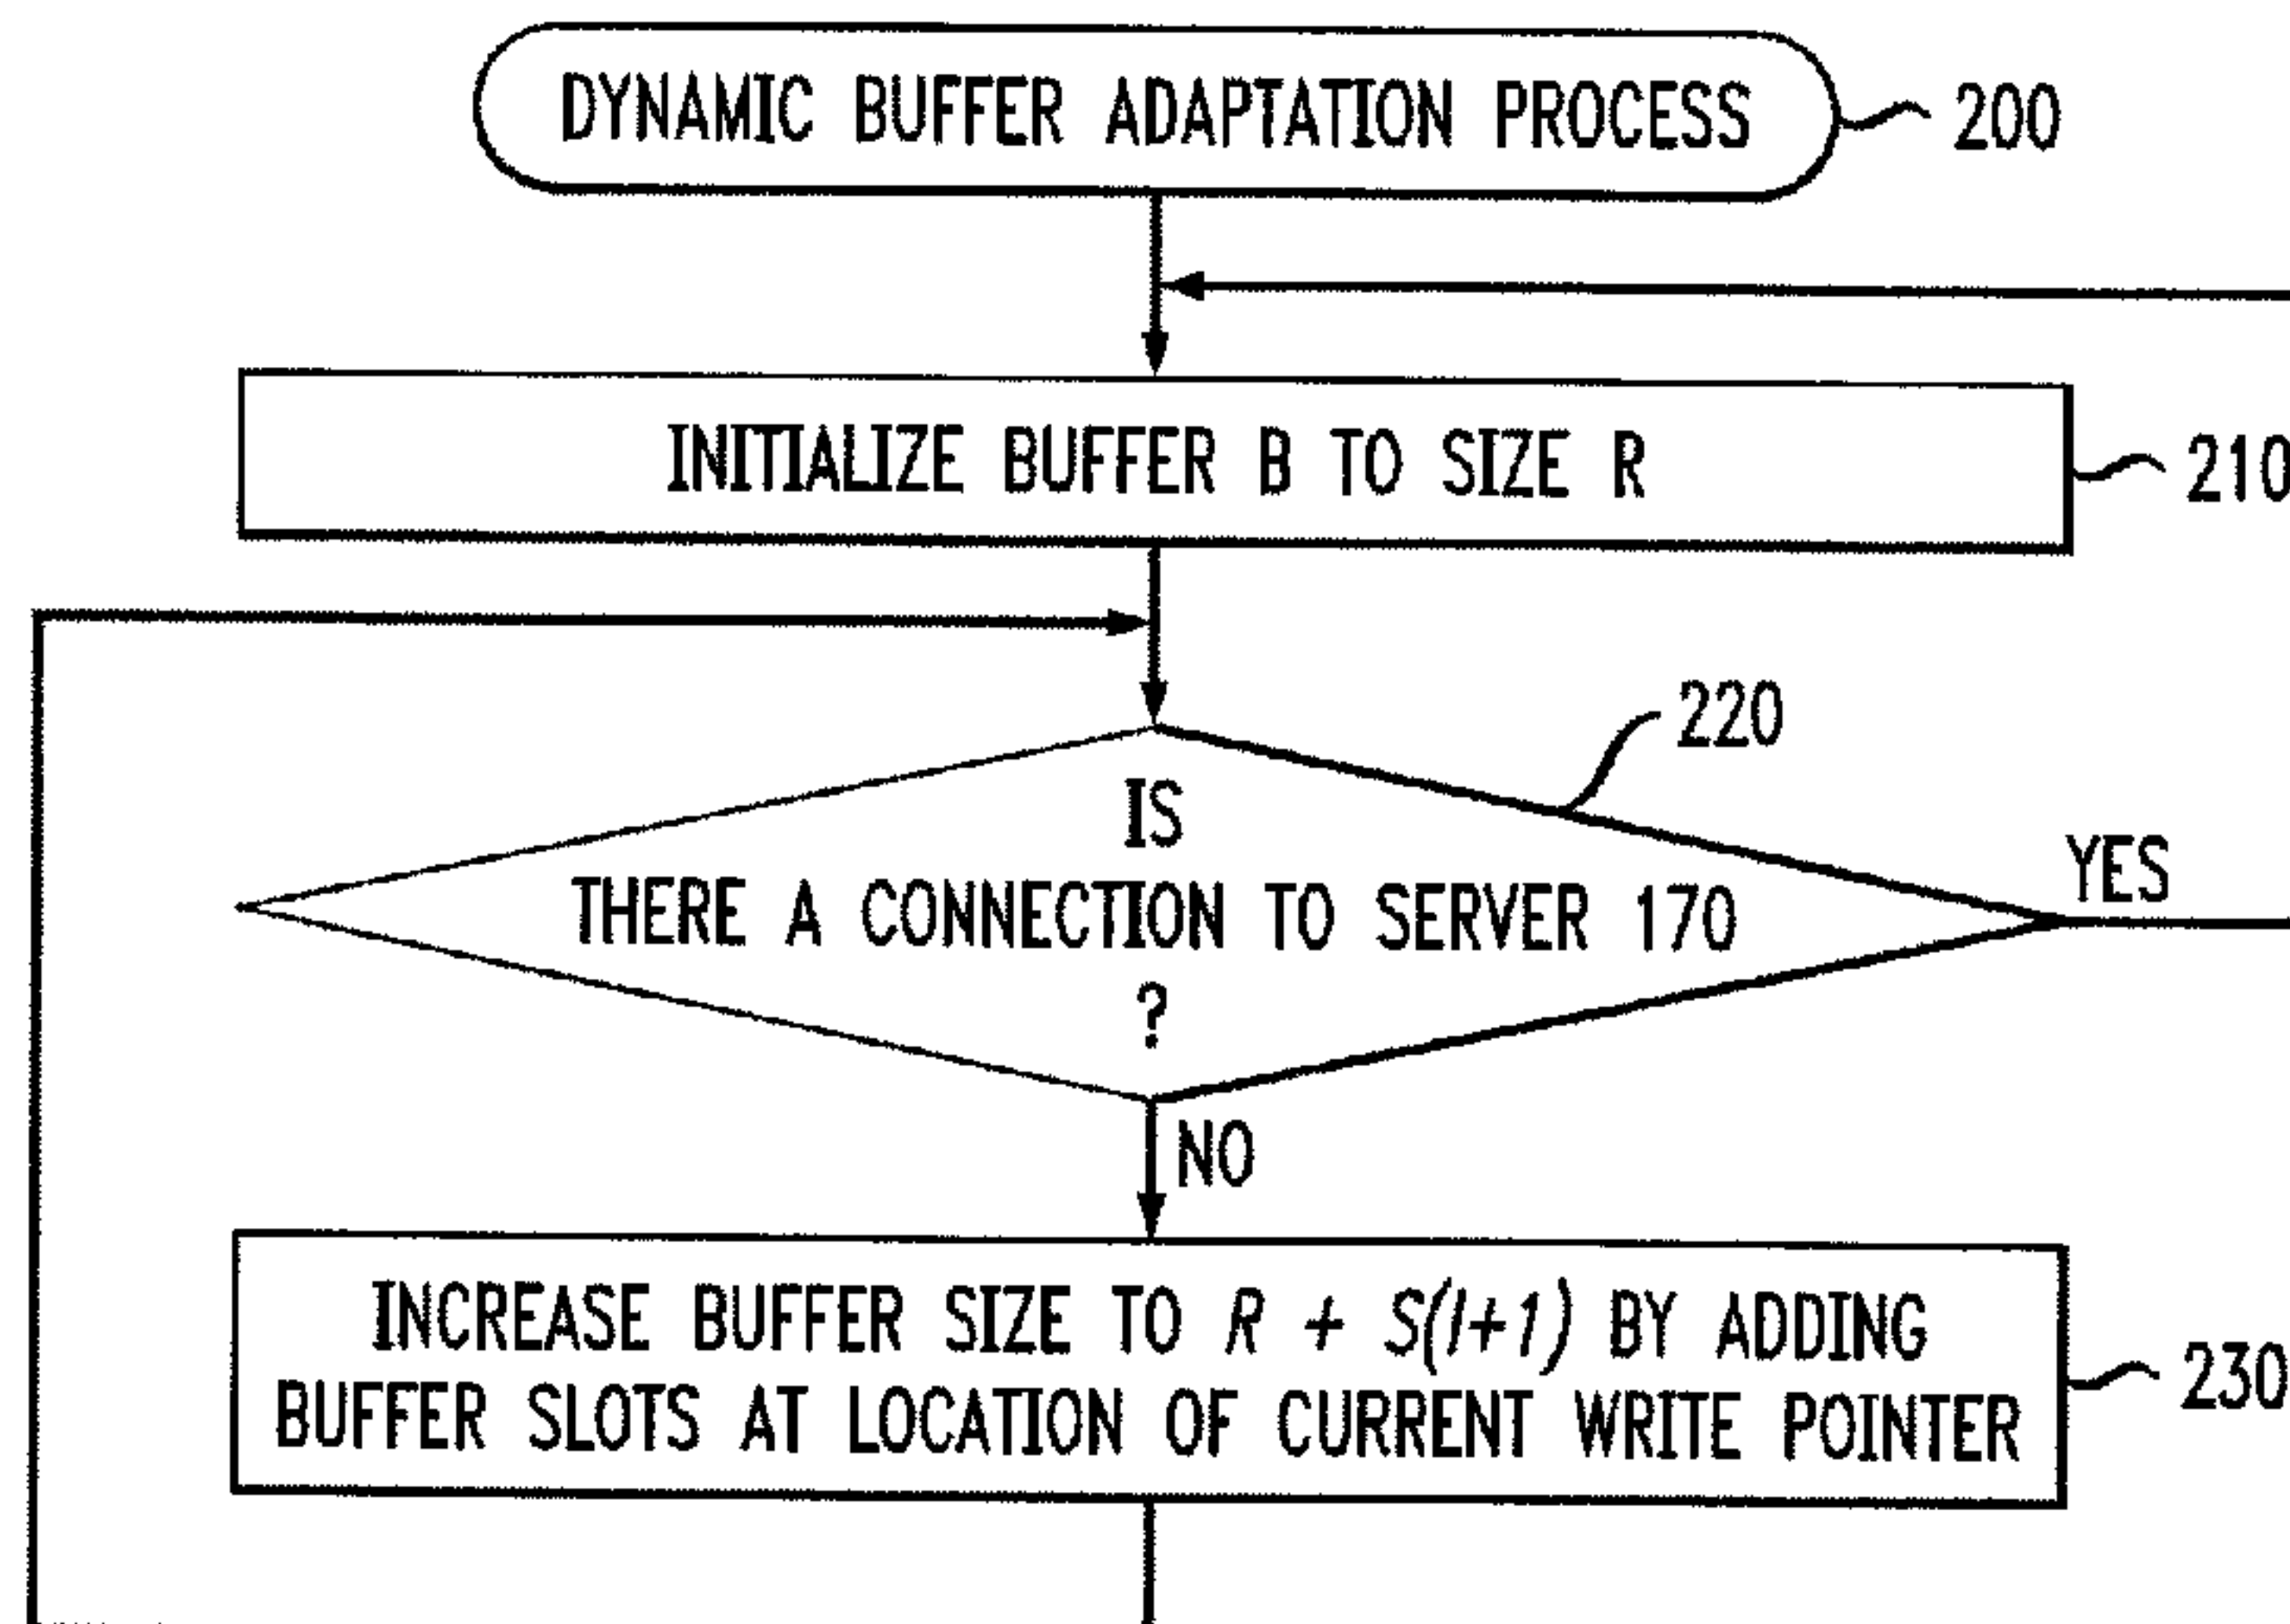 DYNAMIC BUFFER ADAPTATION PROCESS
200
INITIALIZE BUFFER B TO SIZE R
210
220
IS
THERE A CONNECTION TO SERVER 170
?
YES
NO
INCREASE BUFFER SIZE TO R + S(I+1) BY ADDING
BUFFER SLOTS AT LOCATION OF CURRENT WRITE POINTER
230